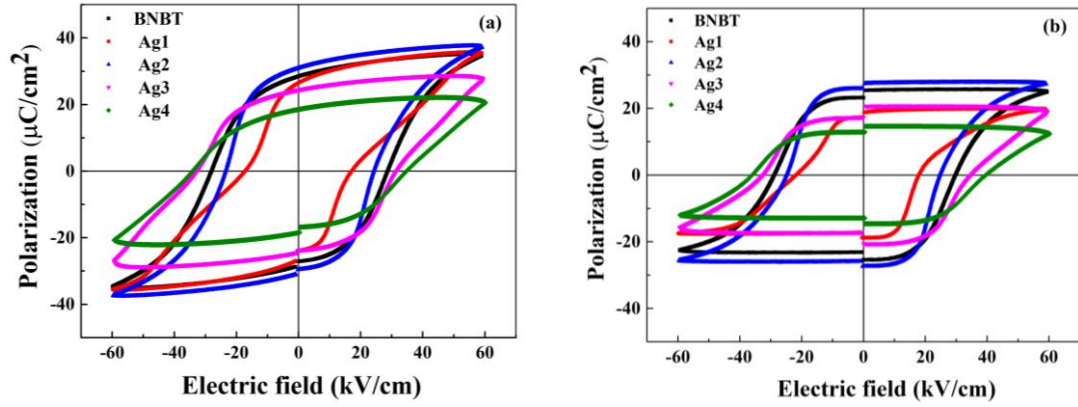 (a)
BNBT
Ag1
Ag2
Ag3
Ag4
40
20
0
-20
-40
Polarization (μC/cm²)
-60 -40 -20 0 20 40 60
Electric field (kV/cm)
(b)
BNBT
Ag1
Ag2
Ag3
Ag4
40
20
0
-20
-40
Polarization (μC/cm²)
-60 -40 -20 0 20 40 60
Electric field (kV/cm)